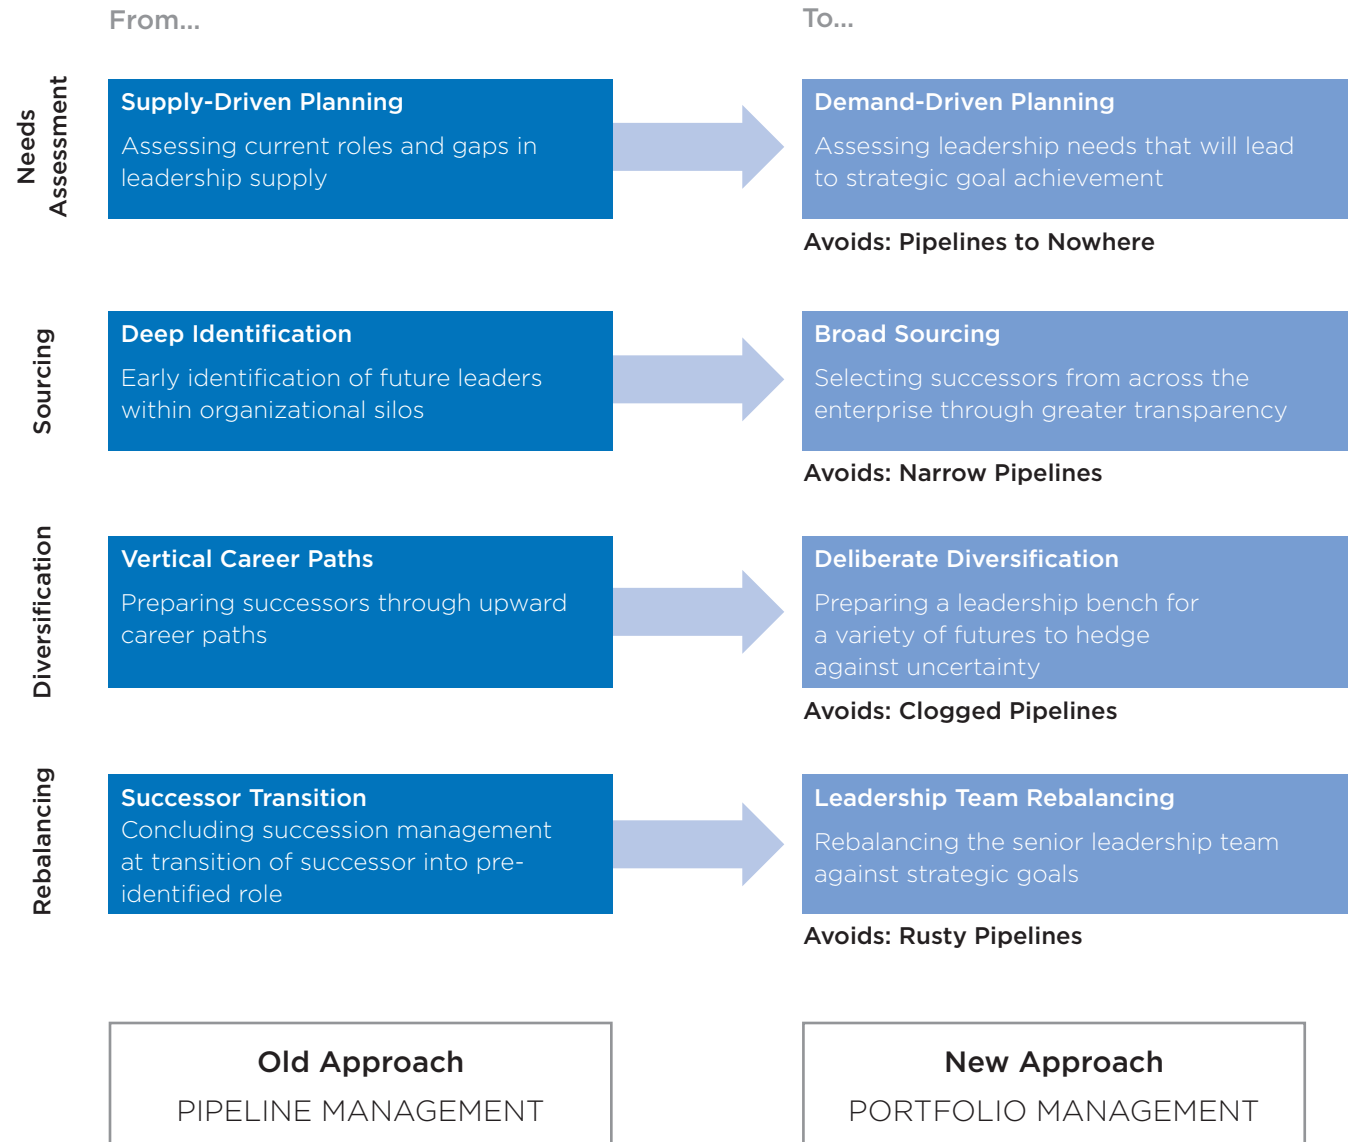 From...
To...
Needs
Assessment
Supply-Driven Planning
Assessing current roles and gaps in
leadership supply
Demand-Driven Planning
Assessing leadership needs that will lead
to strategic goal achievement
Avoids: Pipelines to Nowhere
Sourcing
Deep Identification
Early identification of future leaders
within organizational silos
Broad Sourcing
Selecting successors from across the
enterprise through greater transparency
Avoids: Narrow Pipelines
Diversification
Vertical Career Paths
Preparing successors through upward
career paths
Deliberate Diversification
Preparing a leadership bench for
a variety of futures to hedge
against uncertainty
Avoids: Clogged Pipelines
Rebalancing
Successor Transition
Concluding succession management
at transition of successor into pre-
identified role
Leadership Team Rebalancing
Rebalancing the senior leadership team
against strategic goals
Avoids: Rusty Pipelines
Old Approach
PIPELINE MANAGEMENT
New Approach
PORTFOLIO MANAGEMENT